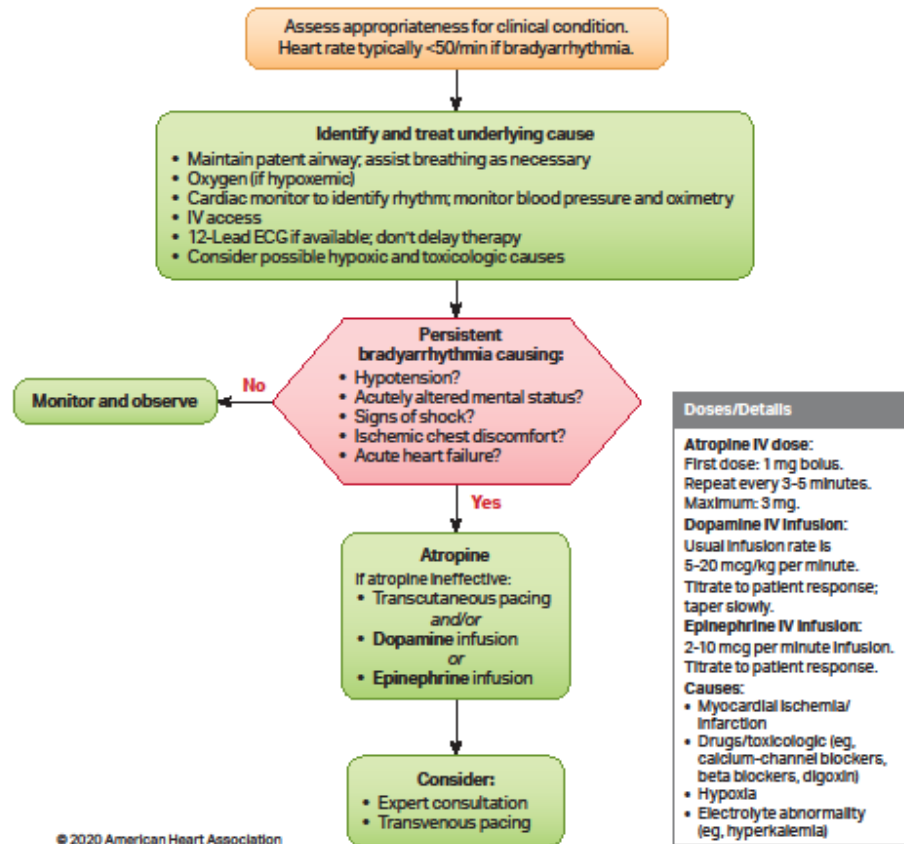 Assess appropriateness for clinical condition.
Heart rate typically <50/min if bradyarrhythmia.
Identify and treat underlying cause
• Maintain patent airway; assist breathing as necessary
• Oxygen (if hypoxemic)
• Cardiac monitor to identify rhythm; monitor blood pressure and oximetry
• IV access
• 12-Lead ECG if available; don't delay therapy
• Consider possible hypoxic and toxicologic causes
Persistent
bradyarrhythmia causing:
• Hypotension?
• Acutely altered mental status?
• Signs of shock?
• Ischemic chest discomfort?
• Acute heart failure?
No
Monitor and observe
Yes
Atropine
If atropine ineffective:
• Transcutaneous pacing
and/or
• Dopamine infusion
or
• Epinephrine infusion
Consider:
• Expert consultation
• Transvenous pacing
Doses/Details
Atropine IV dose:
First dose: 1 mg bolus.
Repeat every 3-5 minutes.
Maximum: 3 mg.
Dopamine IV infusion:
Usual infusion rate is
5-20 mcg/kg per minute.
Titrate to patient response;
taper slowly.
Epinephrine IV infusion:
2-10 mcg per minute infusion.
Titrate to patient response.
Causes:
• Myocardial ischemia/
infarction
• Drugs/toxicologic (eg,
calcium-channel blockers,
beta blockers, digoxin)
• Hypoxia
• Electrolyte abnormality
(eg, hyperkalemia)
© 2020 American Heart Association